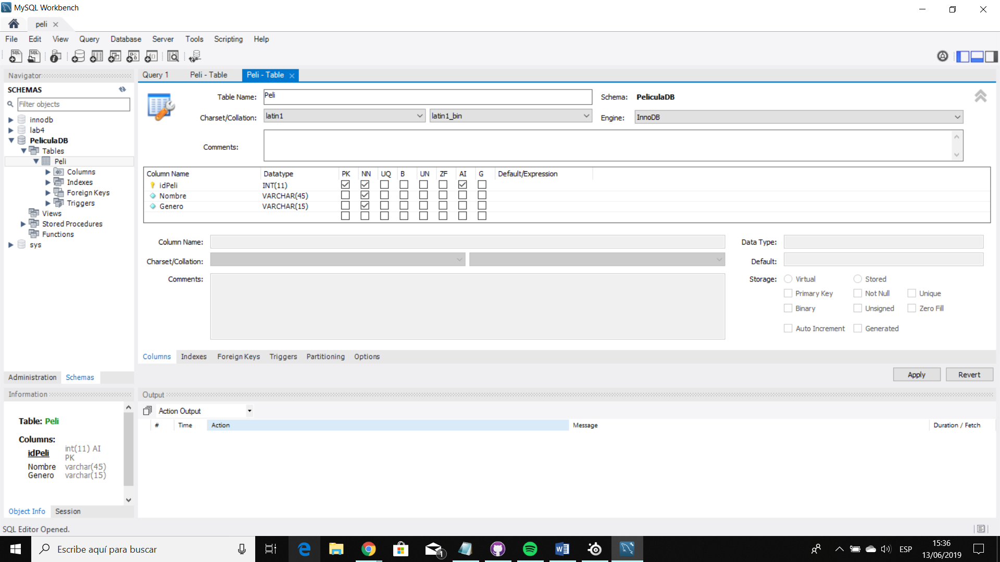 MySQL Workbench
peli
File Edit View Query Database Server Tools Scripting Help
Navigator
SCHEMAS
Filter objects
innodb
lab4
PeliculaDB
Tables
Peli
Columns
Indexes
Foreign Keys
Triggers
Views
Stored Procedures
Functions
sys
Administration Schemas
Information
Table: Peli
Columns:
idPeli int(11) AI PK
Nombre varchar(45)
Genero varchar(15)
Object Info Session
Query 1 Peli - Table Peli - Table
Table Name: Peli Schema: PeliculaDB
Charset/Collation: latin1 latin1_bin Engine: InnoDB
Comments:
Column Name Datatype PK NN UQ B UN ZF AI G Default/Expression
idPeli INT(11)
Nombre VARCHAR(45)
Genero VARCHAR(15)
Column Name: Data Type:
Charset/Collation: Default:
Comments: Storage: Virtual Stored
Primary Key Not Null Unique
Binary Unsigned Zero Fill
Auto Increment Generated
Columns Indexes Foreign Keys Triggers Partitioning Options
Apply Revert
Output
Action Output
# Time Action Message Duration / Fetch
SQL Editor Opened.
Escribe aquí para buscar
1
ESP
15:36
13/06/2019